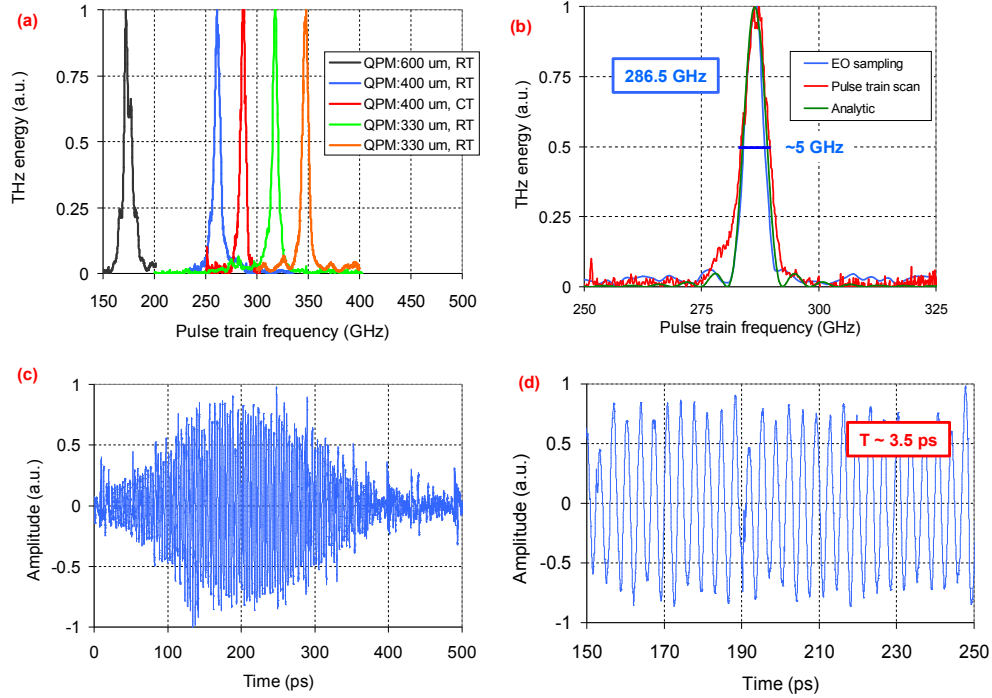 (a)
THz energy (a.u.)
1
0.75
0.5
0.25
0
150 200 250 300 350 400 450 500
Pulse train frequency (GHz)
QPM:600 um, RT
QPM:400 um, RT
QPM:400 um, CT
QPM:330 um, RT
QPM:330 um, RT
(b)
THz energy (a.u.)
1
0.75
0.5
0.25
0
250 275 300 325
Pulse train frequency (GHz)
286.5 GHz
EO sampling
Pulse train scan
Analytic
~5 GHz
(c)
Amplitude (a.u.)
1
0.5
0
-0.5
-1
0 100 200 300 400 500
Time (ps)
(d)
Amplitude (a.u.)
1
0.5
0
-0.5
-1
150 170 190 210 230 250
Time (ps)
T ~ 3.5 ps